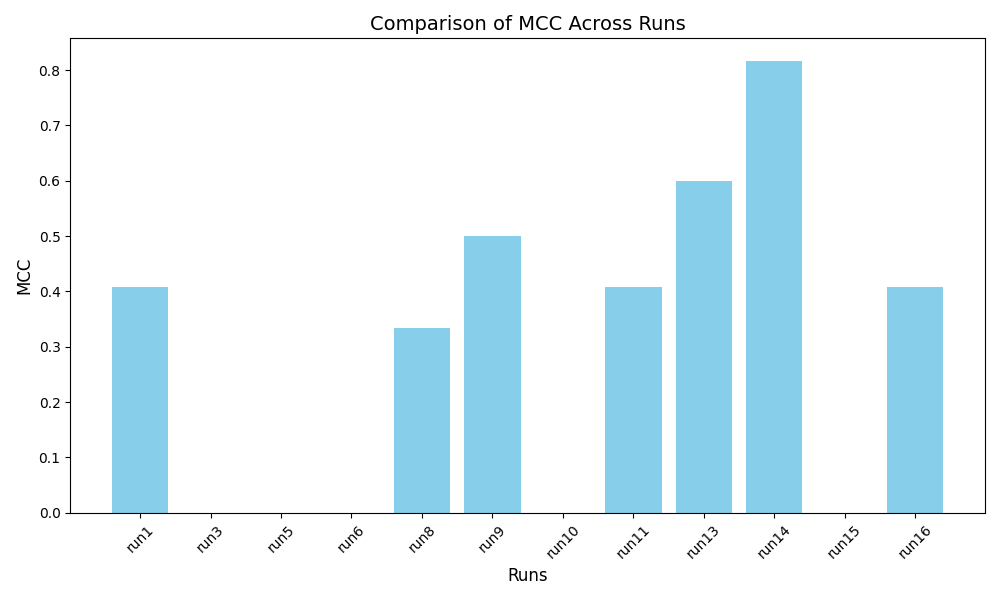 Comparison of MCC Across Runs
MCC
0.8
0.7
0.6
0.5
0.4
0.3
0.2
0.1
0.0
run1 run3 run5 run6 run8 run9 run10 run11 run13 run14 run15 run16
Runs